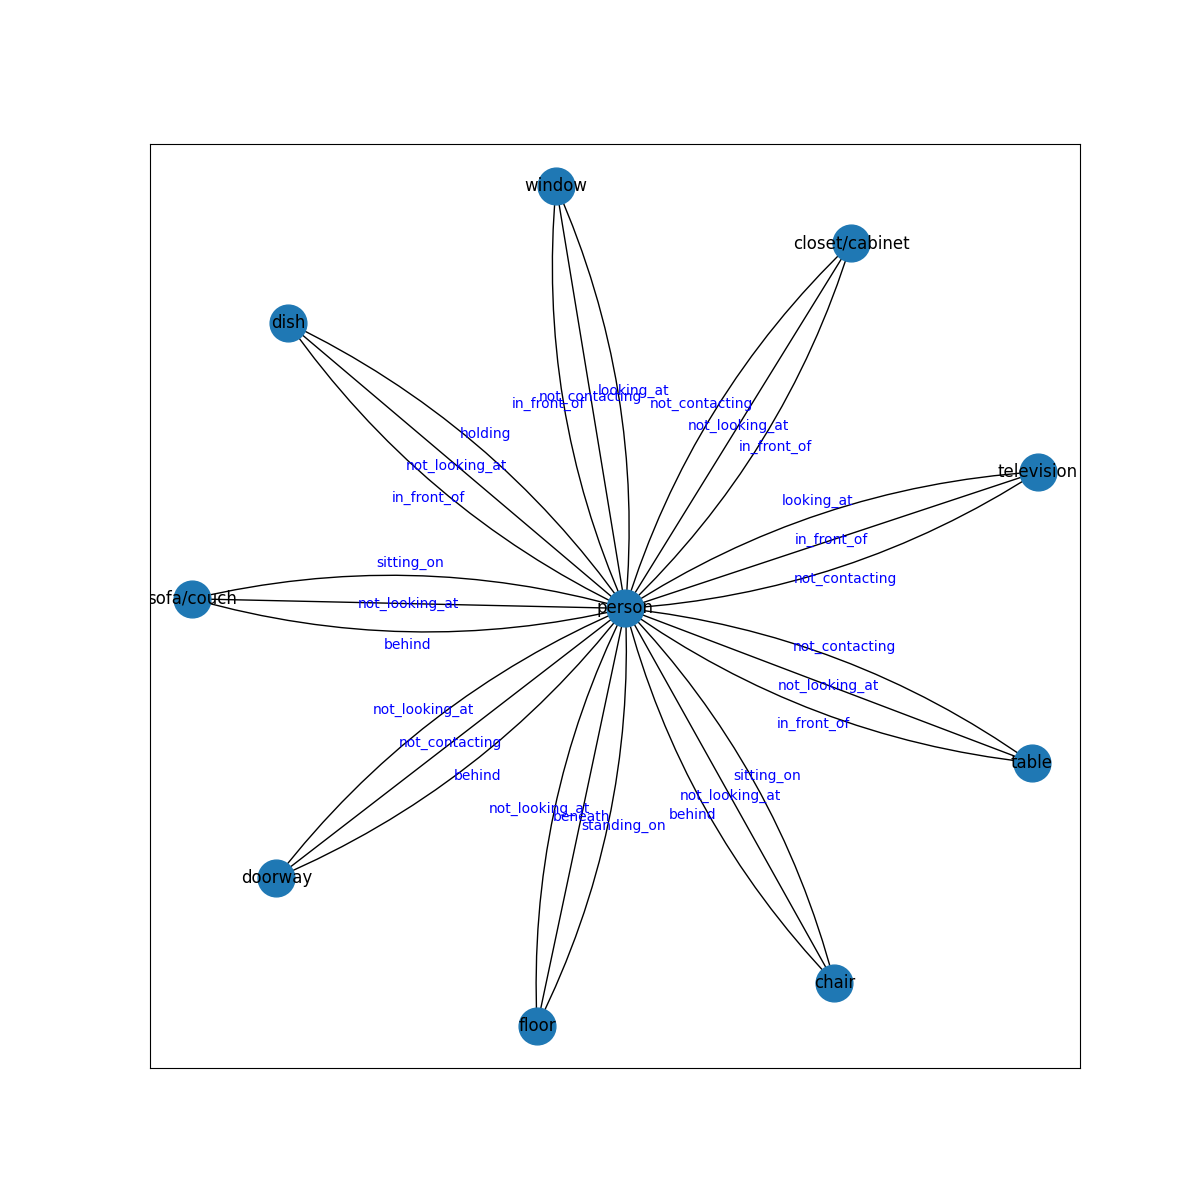 window
closet/cabinet
dish
looking_at
not_contacting
in_front_of
not_contacting
not_looking_at
holding
in_front_of
not_looking_at
television
in_front_of
looking_at
in_front_of
sitting_on
not_contacting
sofa/couch
not_looking_at
person
behind
not_contacting
not_looking_at
not_looking_at
in_front_of
not_contacting
table
behind
sitting_on
not_looking_at
not_looking_at
beneath
behind
standing_on
doorway
chair
floor